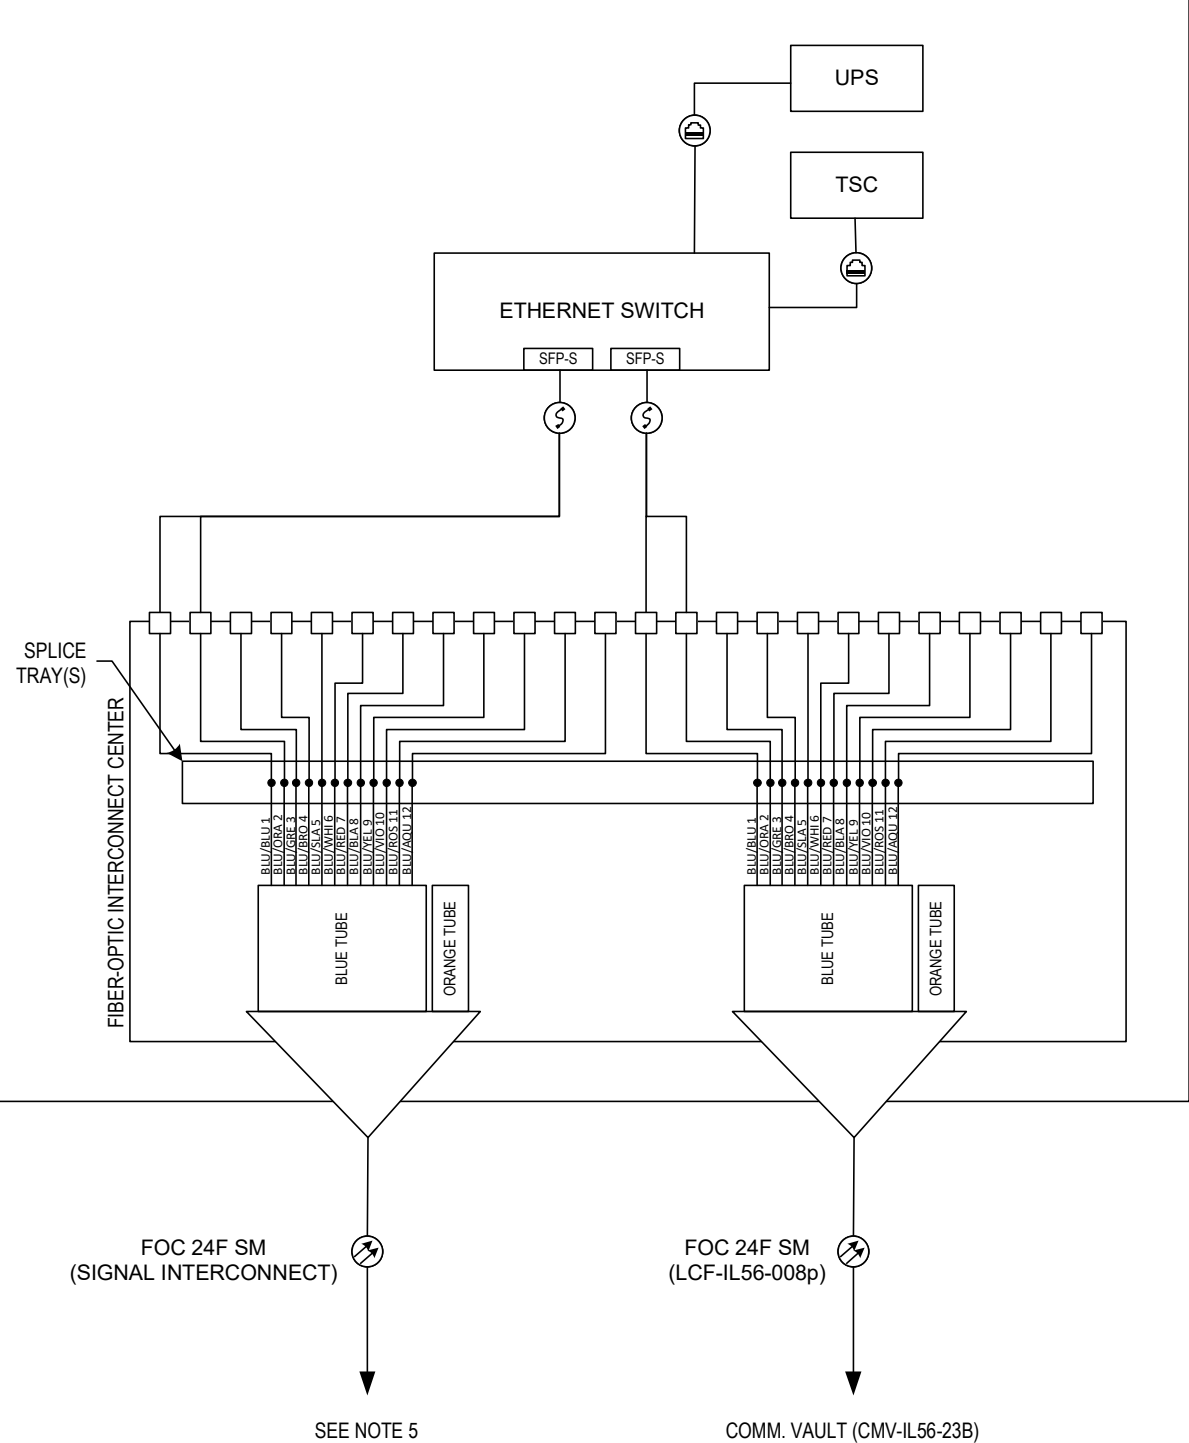 UPS
TSC
ETHERNET SWITCH
SFP-S
SFP-S
SPLICE
TRAY(S)
FIBER-OPTIC INTERCONNECT CENTER
BLU/BLU 1
BLU/ORA 2
BLU/GRE 3
BLU/BRO 4
BLU/SLA 5
BLU/WHI 6
BLU/RED 7
BLU/BLA 8
BLU/YEL 9
BLU/VIO 10
BLU/ROS 11
BLU/AQU 12
BLU/BLU 1
BLU/ORA 2
BLU/GRE 3
BLU/BRO 4
BLU/SLA 5
BLU/WHI 6
BLU/RED 7
BLU/BLA 8
BLU/YEL 9
BLU/VIO 10
BLU/ROS 11
BLU/AQU 12
BLUE TUBE
ORANGE TUBE
BLUE TUBE
ORANGE TUBE
FOC 24F SM
(SIGNAL INTERCONNECT)
FOC 24F SM
(LCF-IL56-008p)
SEE NOTE 5
COMM. VAULT (CMV-IL56-23B)